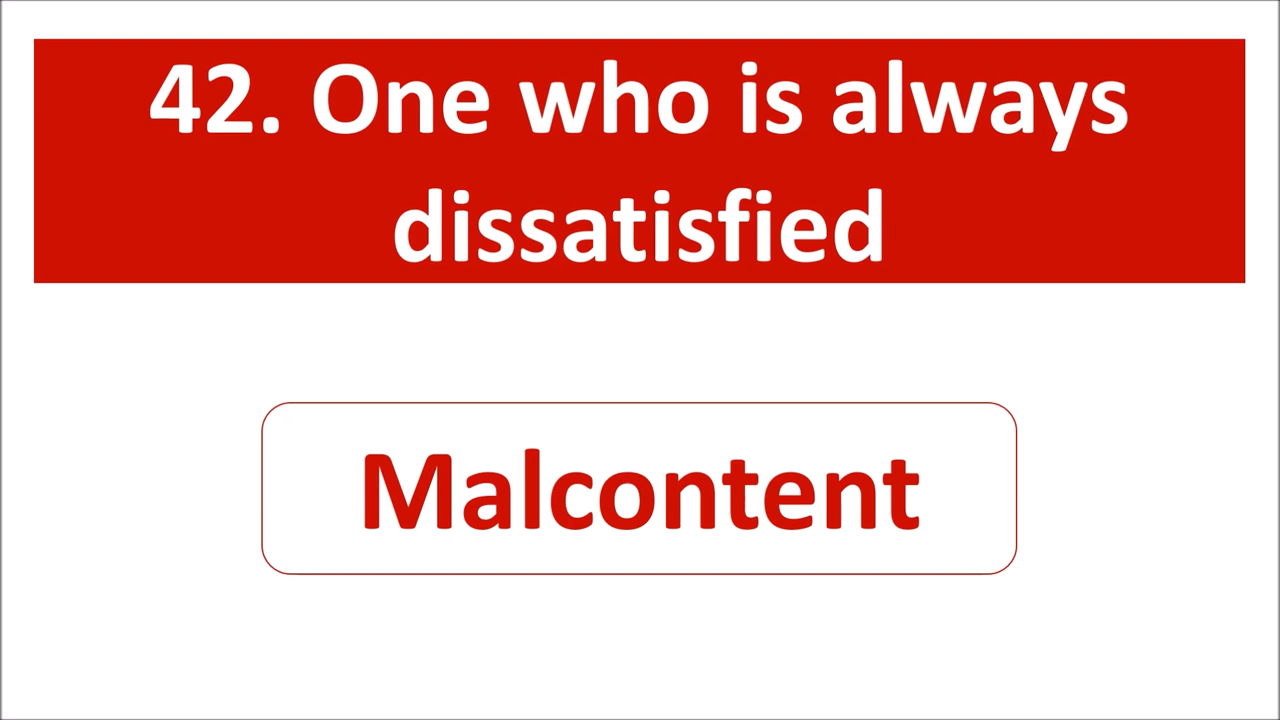 42. One who is always
dissatisfied
Malcontent